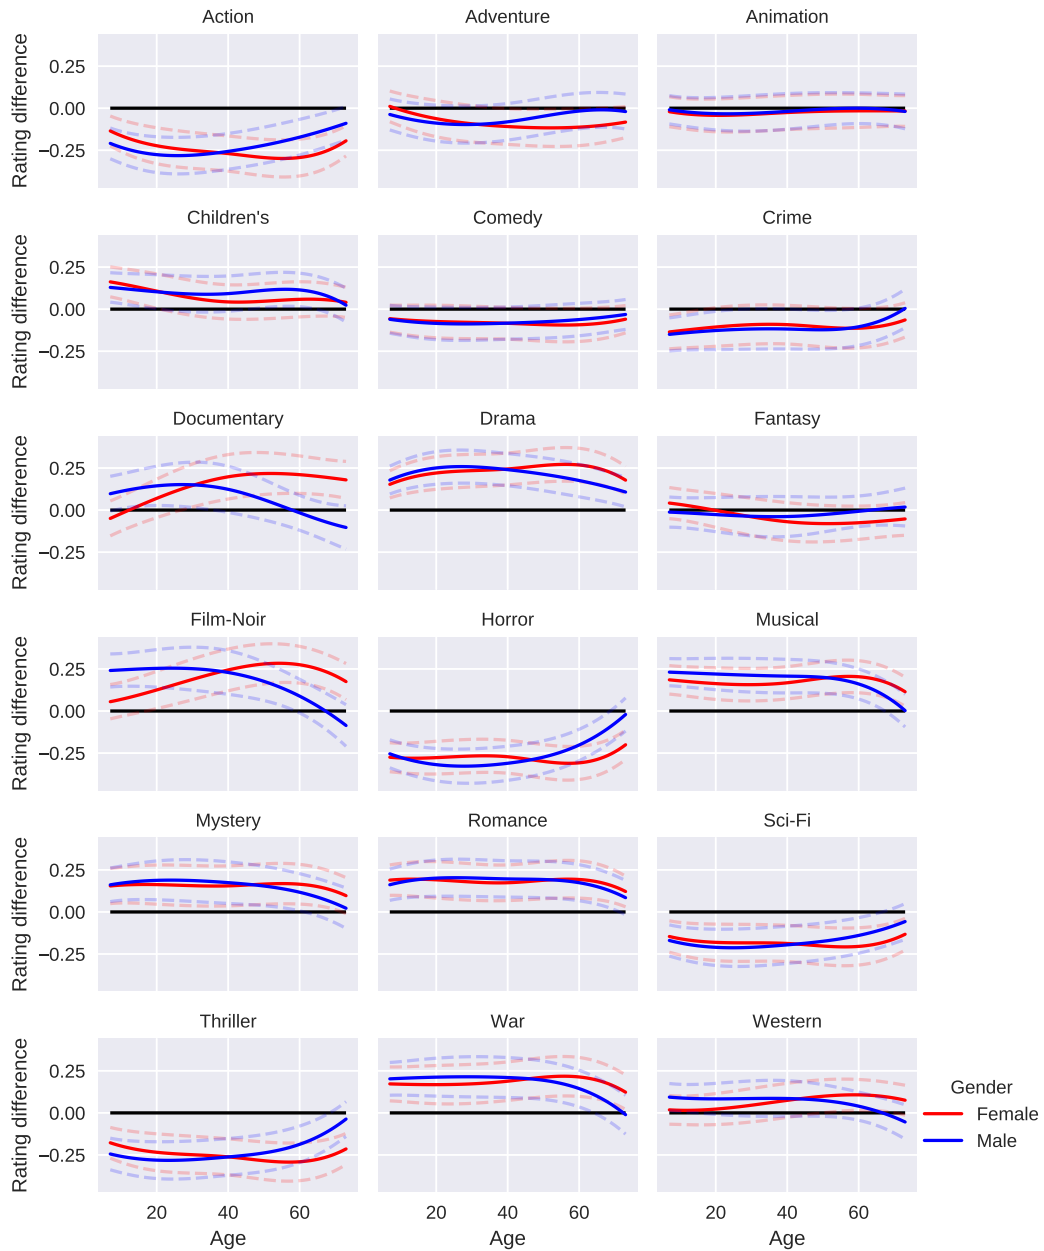 Action Adventure Animation
Rating difference
0.25
0.00
−0.25
Children's Comedy Crime
Rating difference
0.25
0.00
−0.25
Documentary Drama Fantasy
Rating difference
0.25
0.00
−0.25
Film-Noir Horror Musical
Rating difference
0.25
0.00
−0.25
Mystery Romance Sci-Fi
Rating difference
0.25
0.00
−0.25
Thriller War Western
Rating difference
0.25
0.00
−0.25
Gender
Female
Male
20 40 60 20 40 60 20 40 60
Age Age Age